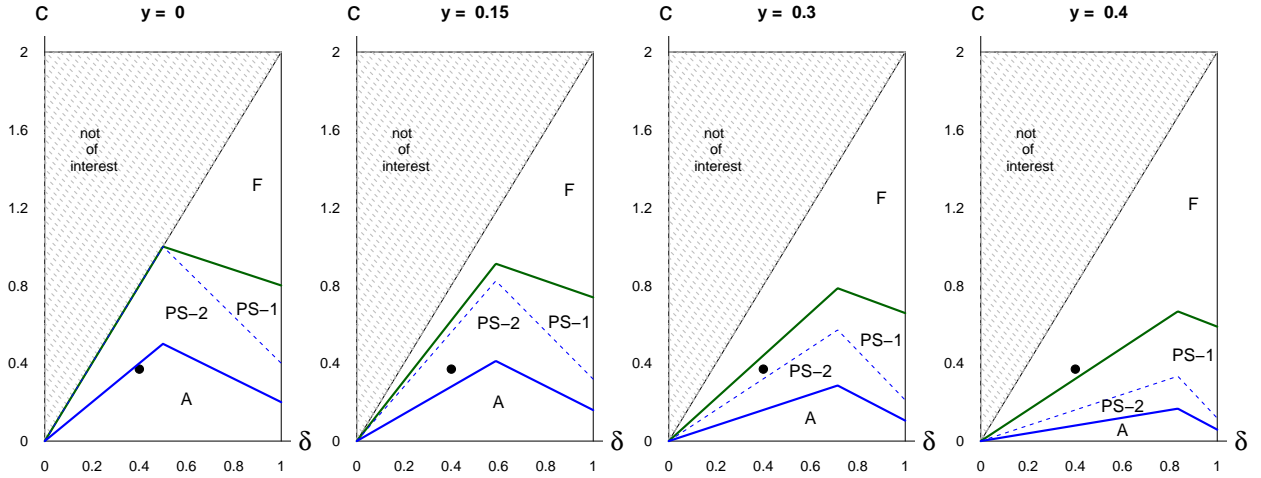 C
y = 0
2
1.6
1.2
0.8
0.4
0
not
of
interest
F
PS–2
PS–1
A
δ
0
0.2
0.4
0.6
0.8
1
C
y = 0.15
2
1.6
1.2
0.8
0.4
0
not
of
interest
F
PS–2
PS–1
A
δ
0
0.2
0.4
0.6
0.8
1
C
y = 0.3
2
1.6
1.2
0.8
0.4
0
not
of
interest
F
PS–1
PS–2
A
δ
0
0.2
0.4
0.6
0.8
1
C
y = 0.4
2
1.6
1.2
0.8
0.4
0
not
of
interest
F
PS–1
PS–2
A
δ
0
0.2
0.4
0.6
0.8
1